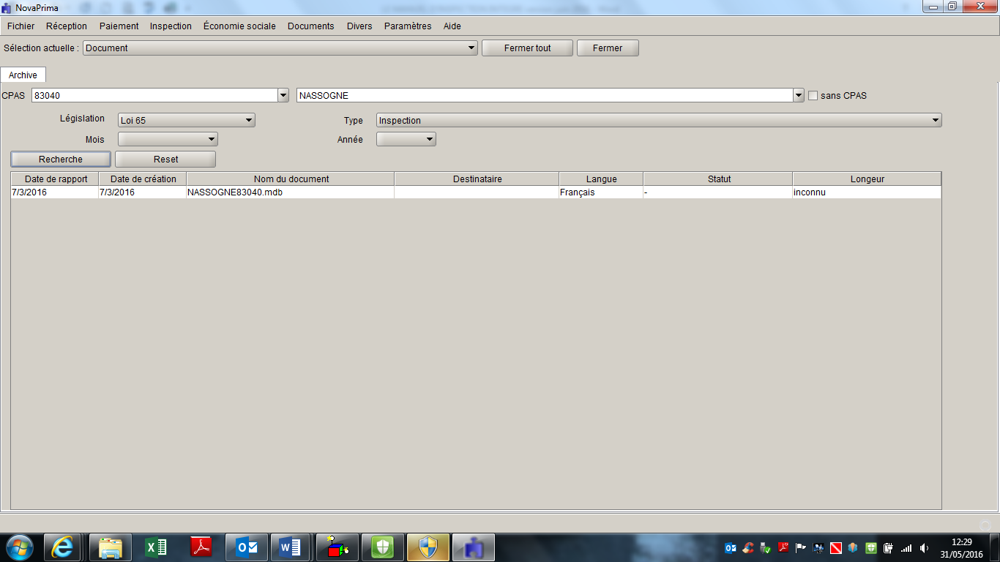 NovaPrima
Fichier Réception Paiement Inspection Économie sociale Documents Divers Paramètres Aide
Sélection actuelle : Document Fermer tout Fermer
Archive
CPAS 83040 NASSOGNE sans CPAS
Législation Loi 65 Type Inspection
Mois Année
Recherche Reset
Date de rapport Date de création Nom du document Destinataire Langue Statut Longeur
7/3/2016 7/3/2016 NASSOGNE83040.mdb Français - inconnu
12:29
31/05/2016